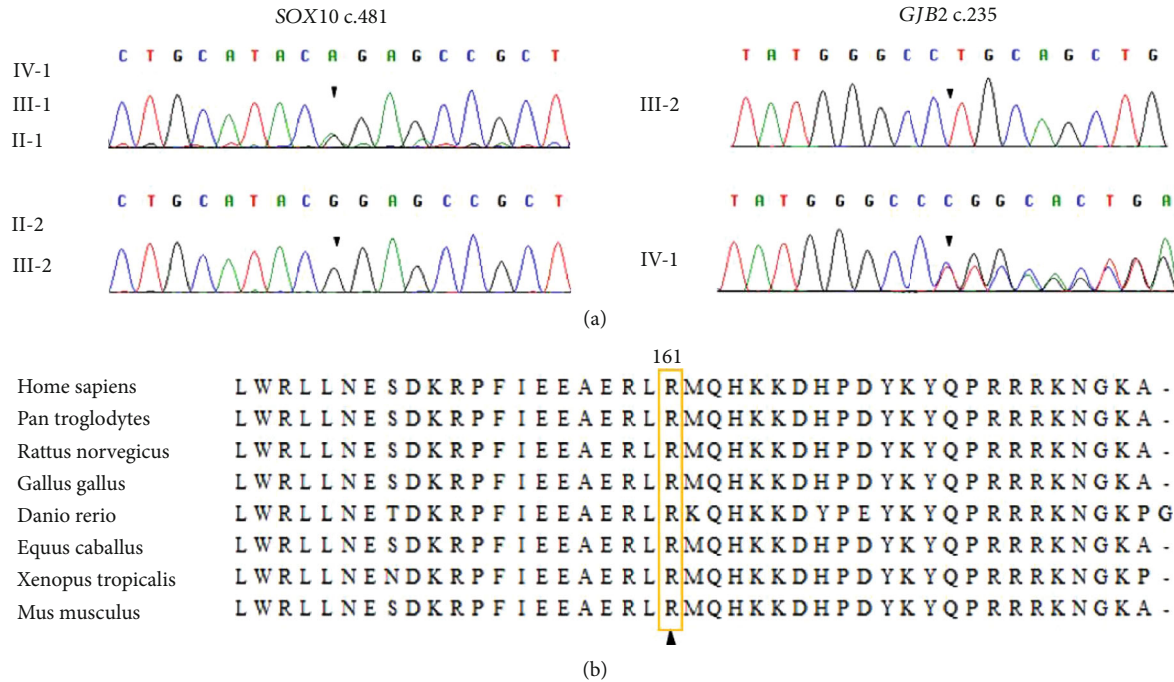 SOX10 c.481
GJB2 c.235
C T G C A T A C A G A G C C G C T
IV-1
III-1
II-1
T A T G G G C C T G C A G C T G
III-2
C T G C A T A C G G A G C C G C T
II-2
III-2
T A T G G G C C C G G C A C T G A
IV-1
(a)
161
Home sapiens L W R L L N E S D K R P F I E E A E R L R M Q H K K D H P D Y K Y Q P R R R K N G K A -
Pan troglodytes L W R L L N E S D K R P F I E E A E R L R M Q H K K D H P D Y K Y Q P R R R K N G K A -
Rattus norvegicus L W R L L N E S D K R P F I E E A E R L R M Q H K K D H P D Y K Y Q P R R R K N G K A -
Gallus gallus L W R L L N E S D K R P F I E E A E R L R M Q H K K D H P D Y K Y Q P R R R K N G K A -
Danio rerio L W R L L N E T D K R P F I E E A E R L R K Q H K K D Y P E Y K Y Q P R R R K N G K P G
Equus caballus L W R L L N E S D K R P F I E E A E R L R M Q H K K D H P D Y K Y Q P R R R K N G K A -
Xenopus tropicalis L W R L L N E N D K R P F I E E A E R L R M Q H K K D H P D Y K Y Q P R R R K N G K P -
Mus musculus L W R L L N E S D K R P F I E E A E R L R M Q H K K D H P D Y K Y Q P R R R K N G K A -
(b)